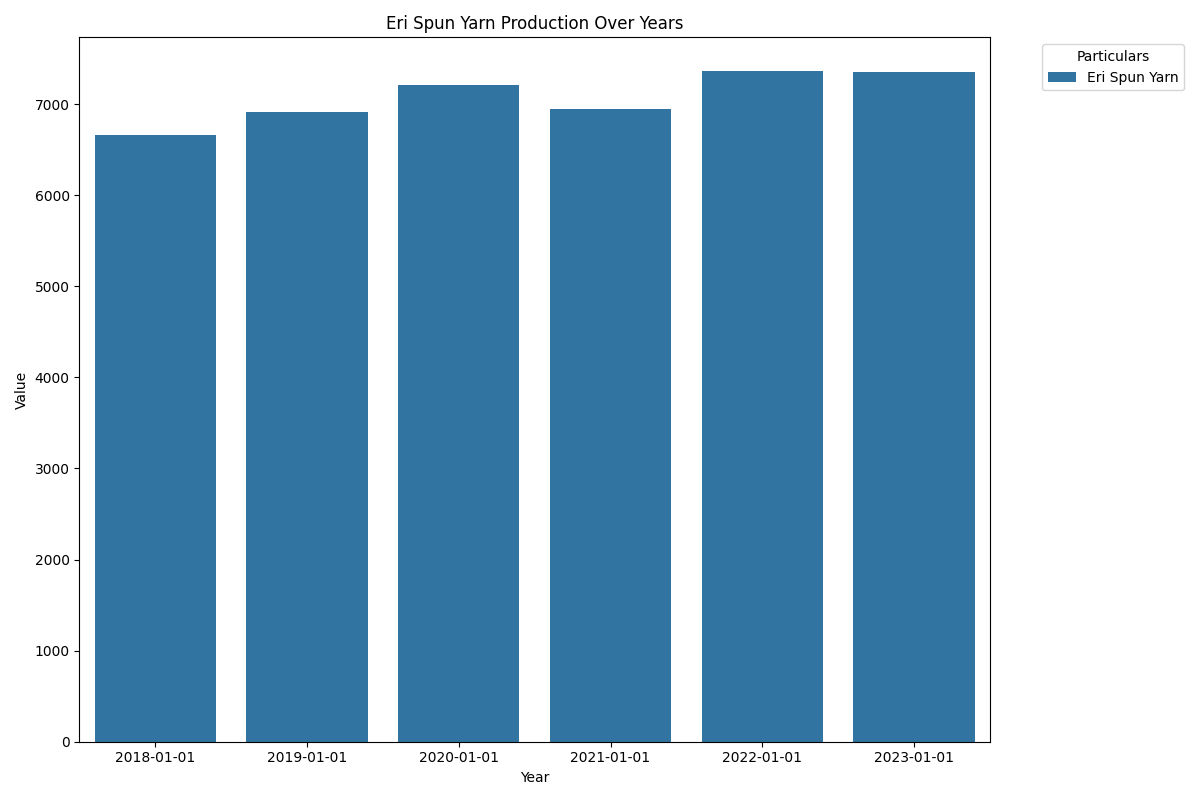 Eri Spun Yarn Production Over Years
Particulars
Eri Spun Yarn
Value
7000
6000
5000
4000
3000
2000
1000
0
2018-01-01 2019-01-01 2020-01-01 2021-01-01 2022-01-01 2023-01-01
Year